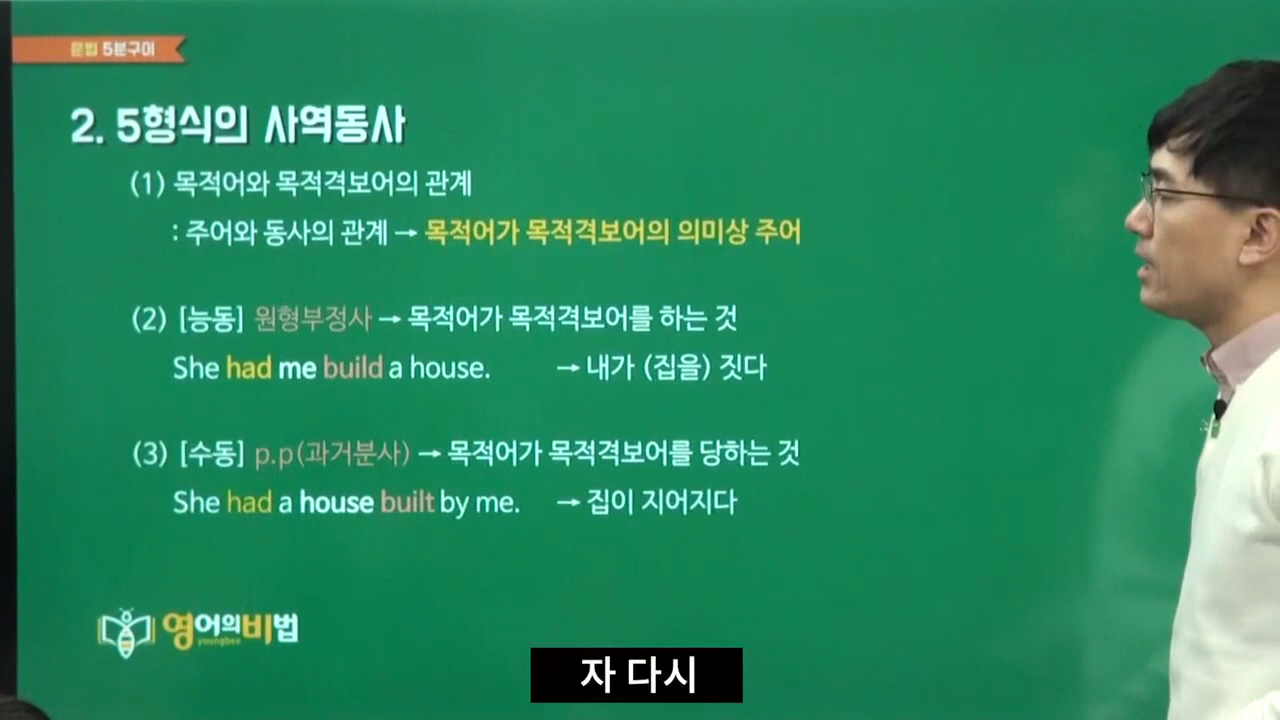 문법 5분구이
2. 5형식의 사역동사
(1) 목적어와 목적격보어의 관계
: 주어와 동사의 관계 → 목적어가 목적격보어의 의미상 주어
(2) [능동] 원형부정사 → 목적어가 목적격보어를 하는 것
She had me build a house. → 내가 (집을) 짓다
(3) [수동] p.p(과거분사) → 목적어가 목적격보어를 당하는 것
She had a house built by me. → 집이 지어지다
영어의비법
youngbee
자 다시